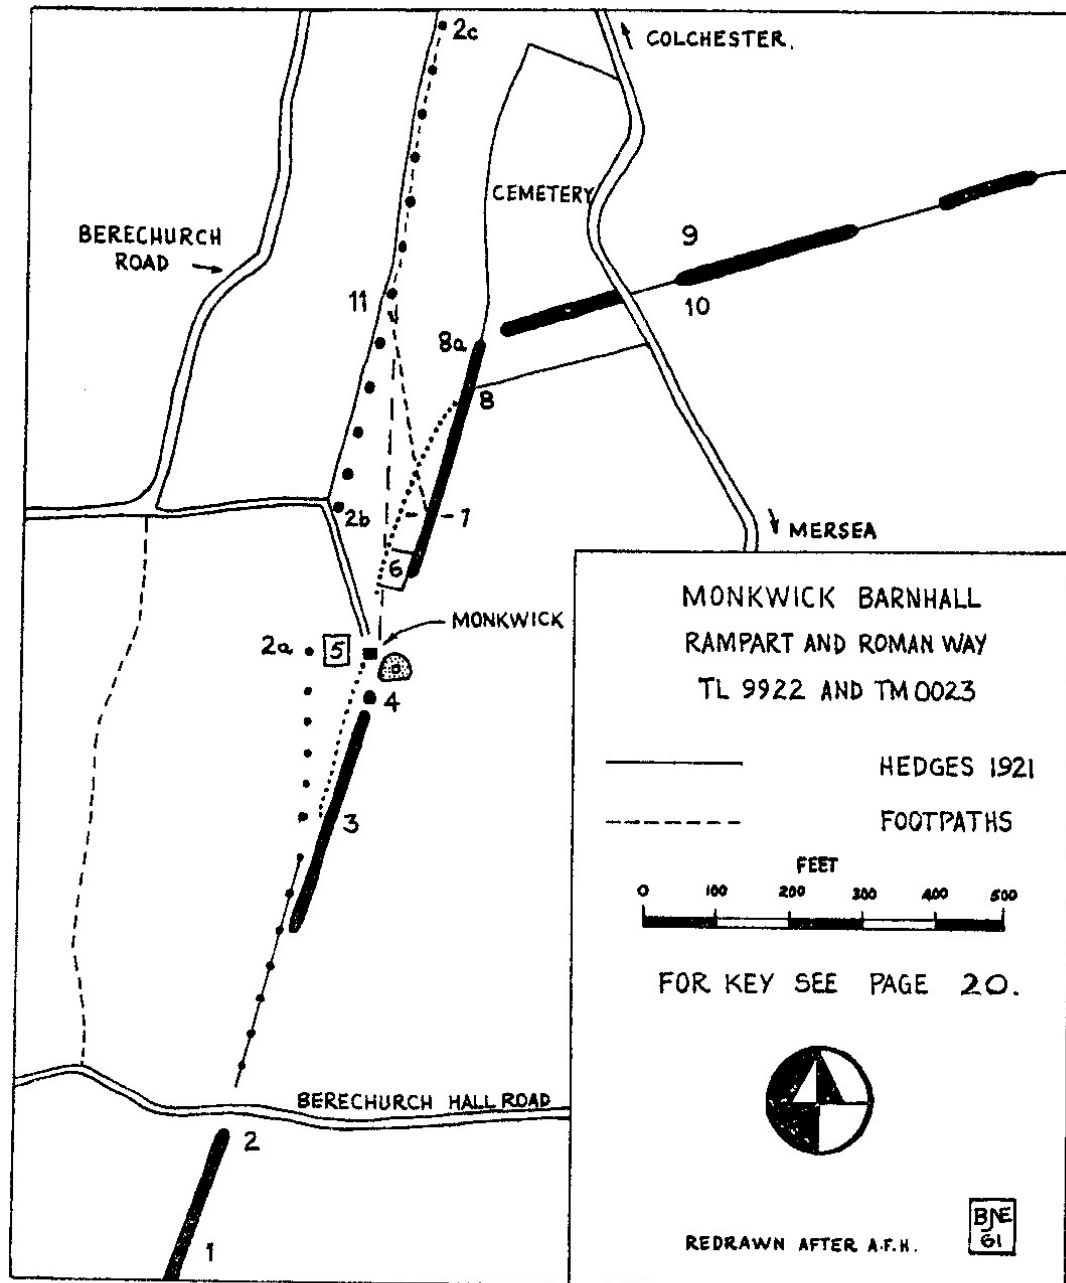 2c
COLCHESTER.
CEMETERY
BERECHURCH
ROAD
9
10
11
8a
8
2b
7
MERSEA
6
MONKWICK
2a
5
4
3
BERECHURCH HALL ROAD
2
1
MONKWICK BARNHALL
RAMPART AND ROMAN WAY
TL 9922 AND TM 0023
HEDGES 1921
FOOTPATHS
FEET
0 100 200 300 400 500
FOR KEY SEE PAGE 20.
REDRAWN AFTER A.F.H.
BNE
61